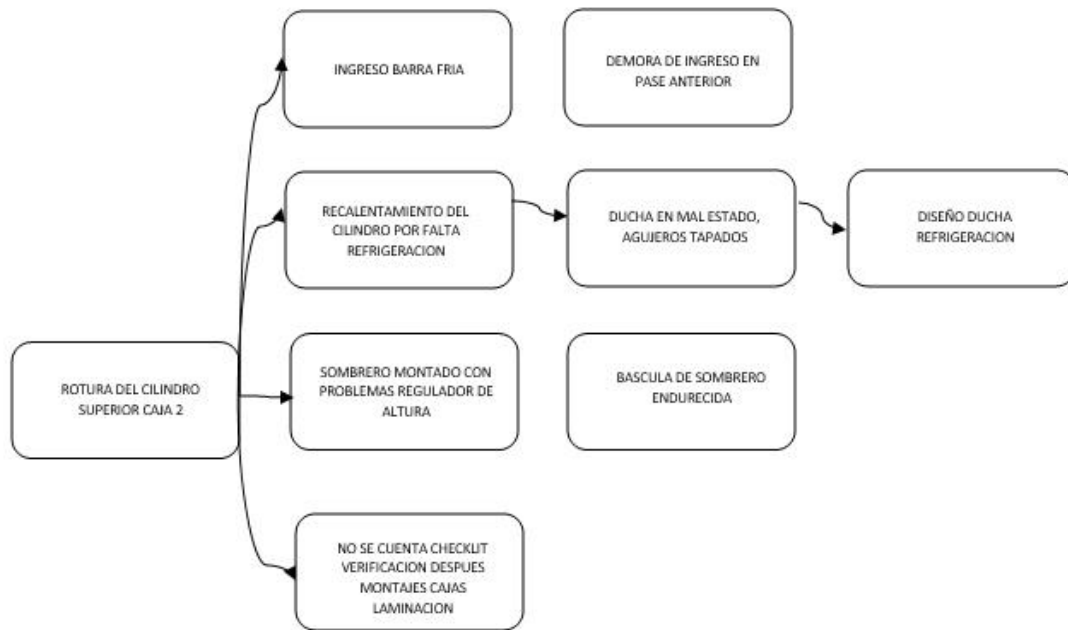 INGRESO BARRA FRIA
DEMORA DE INGRESO EN
PASE ANTERIOR
RECALENTAMIENTO DEL
CILINDRO POR FALTA
REFRIGERACION
DUCHA EN MAL ESTADO,
AGUJEROS TAPADOS
DISEÑO DUCHA
REFRIGERACION
ROTURA DEL CILINDRO
SUPERIOR CAJA 2
SOMBRERO MONTADO CON
PROBLEMAS REGULADOR DE
ALTURA
BASCULA DE SOMBRERO
ENDURECIDA
NO SE CUENTA CHECKLIT
VERIFICACION DESPUES
MONTAJES CAJAS
LAMINACION